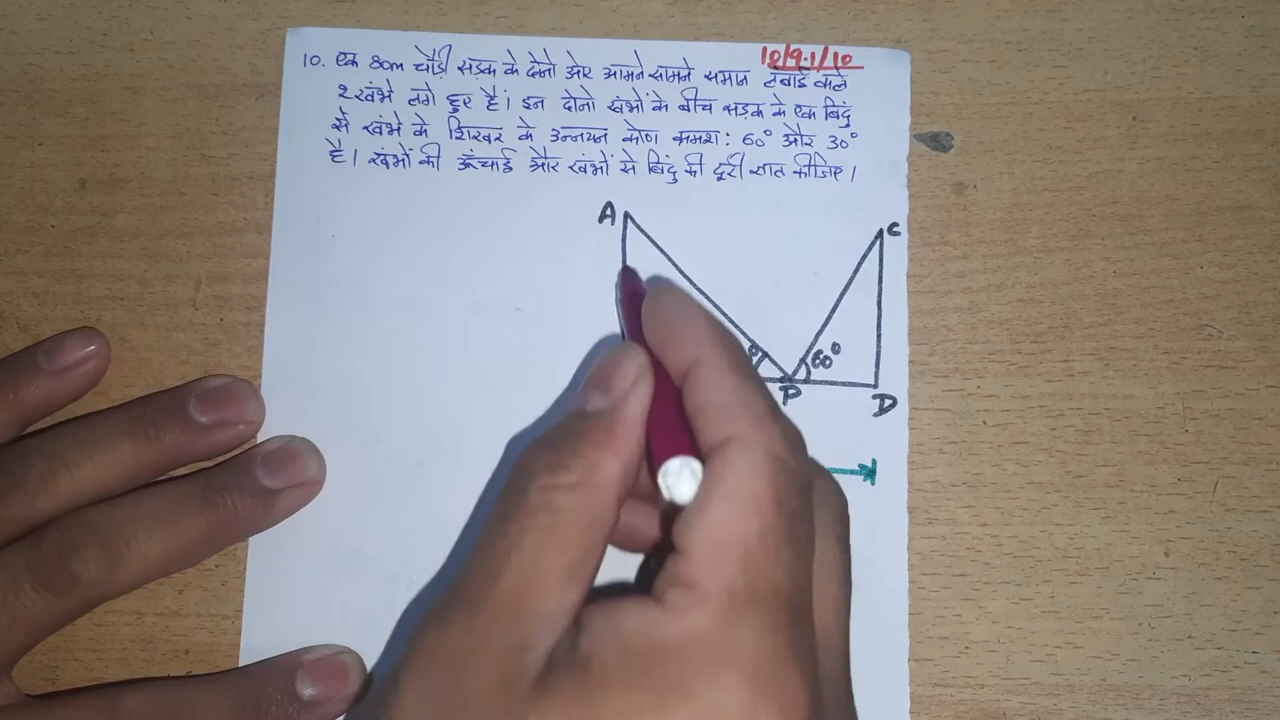 10/9.1/10
10. एक 80m चौड़ी सड़क के दोनो ओर आमने सामने समान लंबाई वाले
2 खंभे लगे हुए हैं। इन दोनो खंभों के बीच सड़क के एक बिंदु
से खंभे के शिखर के उन्नयन कोण क्रमश: 60° और 30°
है। खंभों की ऊँचाई और खंभों से बिंदु की दूरी ज्ञात कीजिए।
A
C
60°
P
D